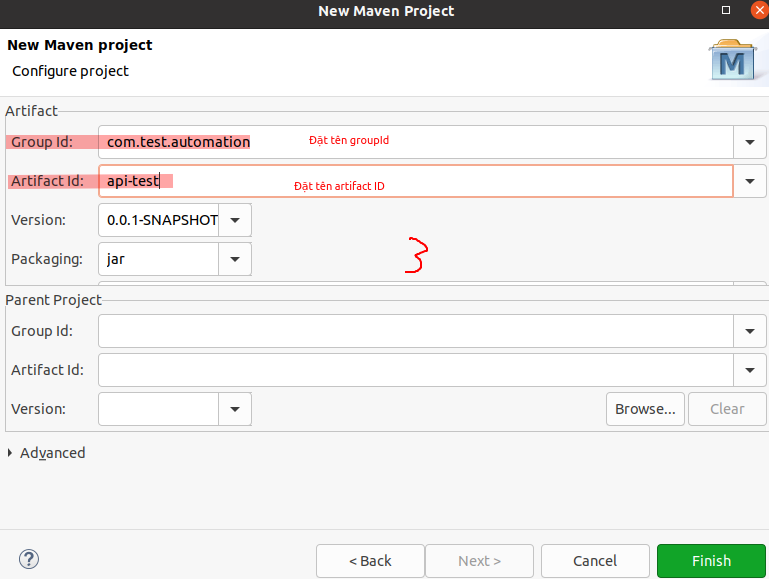 New Maven Project
New Maven project
Configure project
M
Artifact
Group Id: com.test.automation Đặt tên groupId
Artifact Id: api-test Đặt tên artifact ID
Version: 0.0.1-SNAPSHOT
Packaging: jar
3
Parent Project
Group Id:
Artifact Id:
Version: Browse... Clear
Advanced
? < Back Next > Cancel Finish